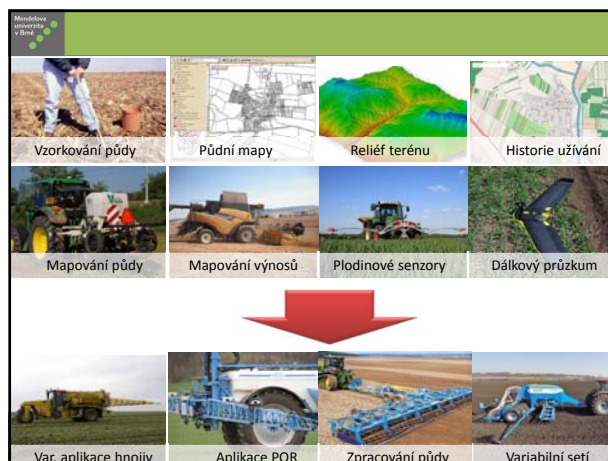 Mendelova
univerzita
v Brně
Vzorkování půdy
Půdní mapy
Reliéf terénu
Historie užívání
Mapování půdy
Mapování výnosů
Plodinové senzory
Dálkový průzkum
Var. aplikace hnojiv
Aplikace POR
Zpracování půdy
Variabilní setí